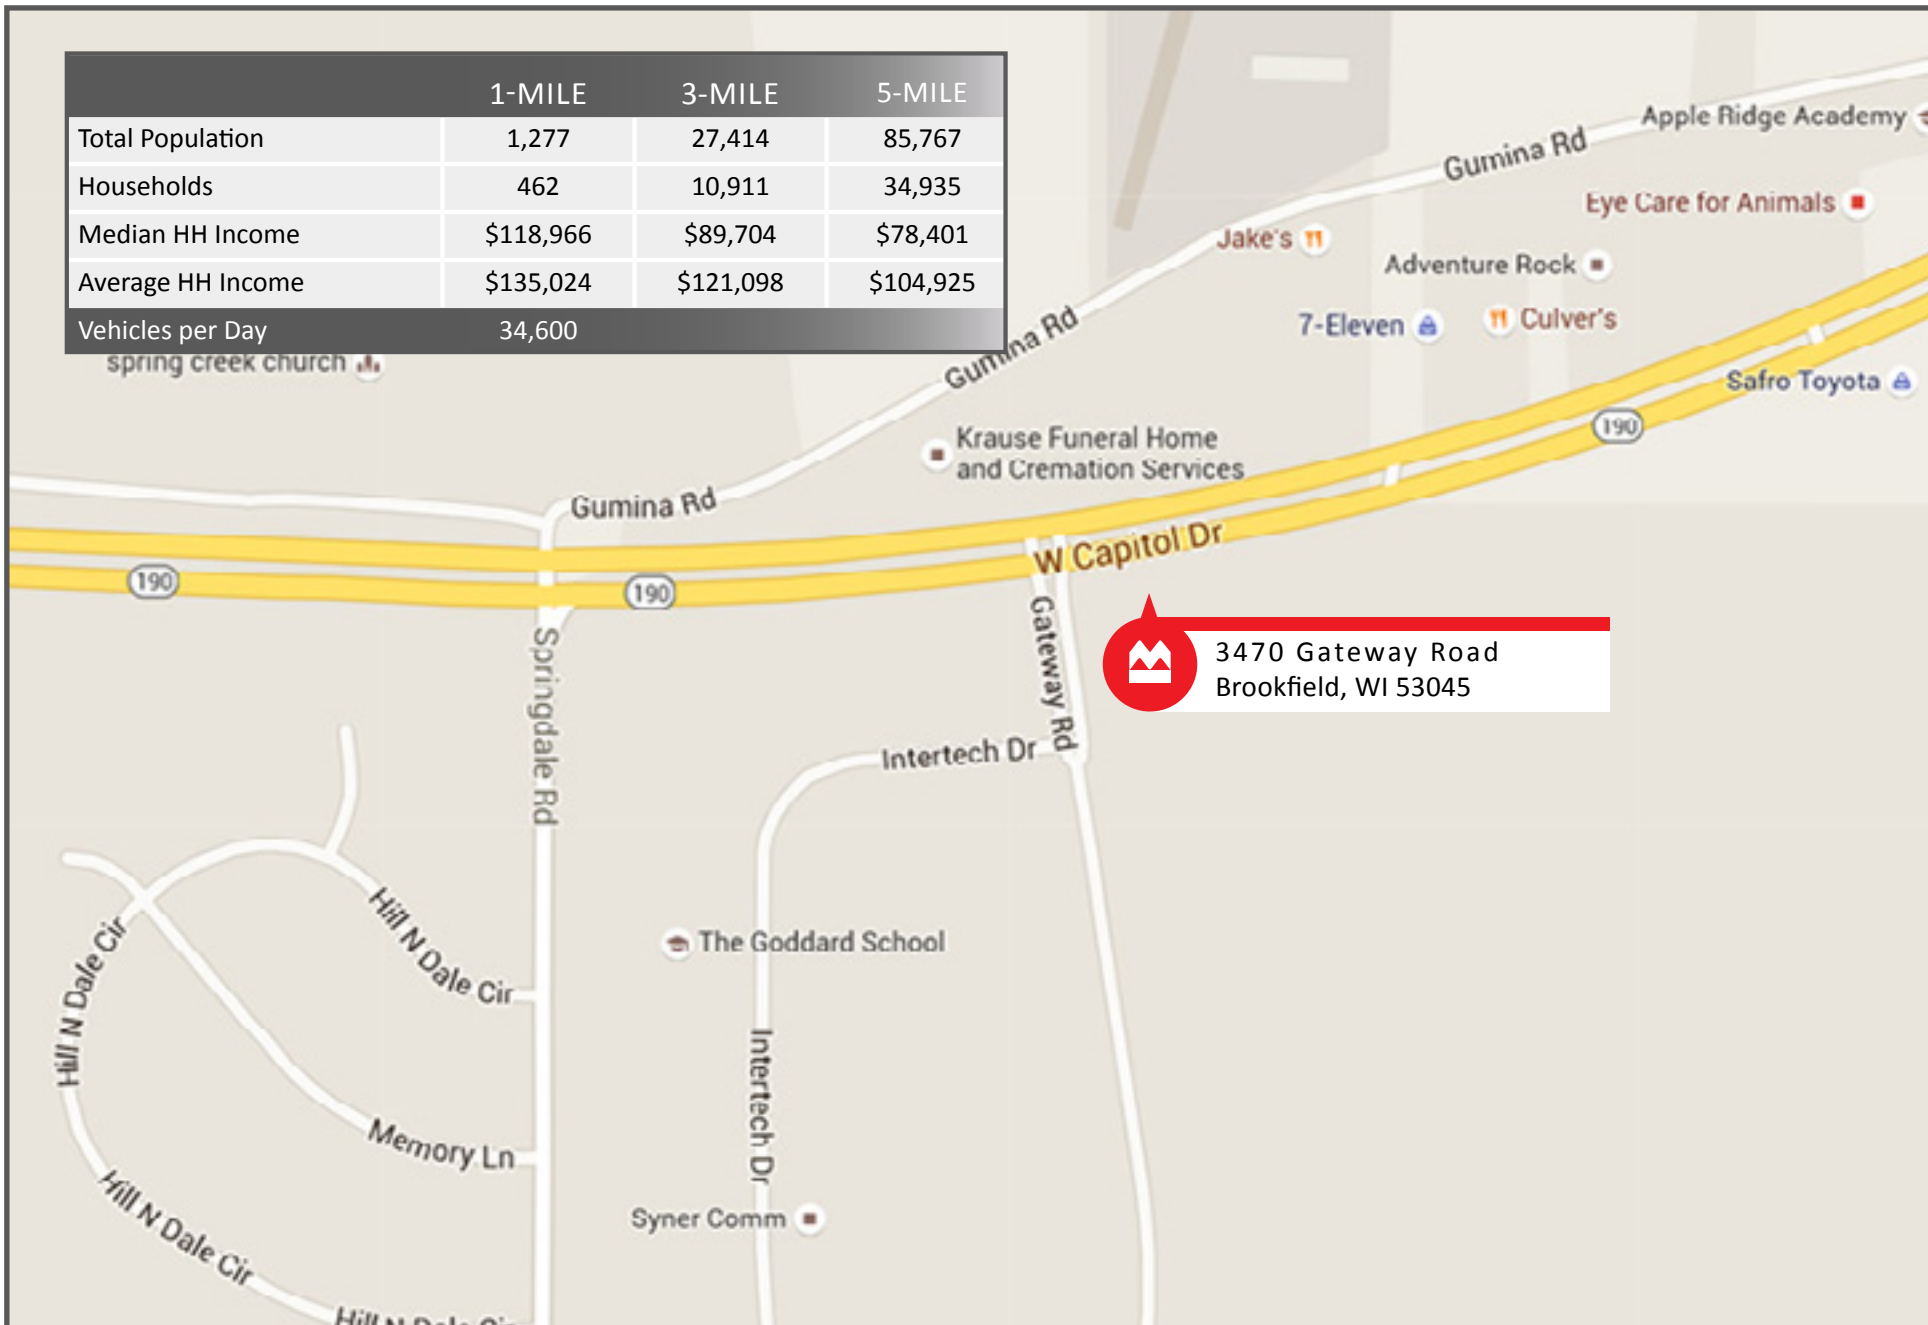 1-MILE 3-MILE 5-MILE
Total Population 1,277 27,414 85,767
Households 462 10,911 34,935
Median HH Income $118,966 $89,704 $78,401
Average HH Income $135,024 $121,098 $104,925
Vehicles per Day 34,600
spring creek church
Apple Ridge Academy
Gumina Rd
Eye Care for Animals
Jake's
Adventure Rock
7-Eleven
Culver's
Gumina Rd
Safro Toyota
190
Krause Funeral Home
and Cremation Services
Gumina Rd
W Capitol Dr
190
190
Gateway Rd
3470 Gateway Road
Brookfield, WI 53045
Springdale Rd
Intertech Dr
Hill N Dale Cir
Hill N Dale Cir
The Goddard School
Intertech Dr
Memory Ln
Hill N Dale Cir
Syner Comm
Hill N Dale Cir